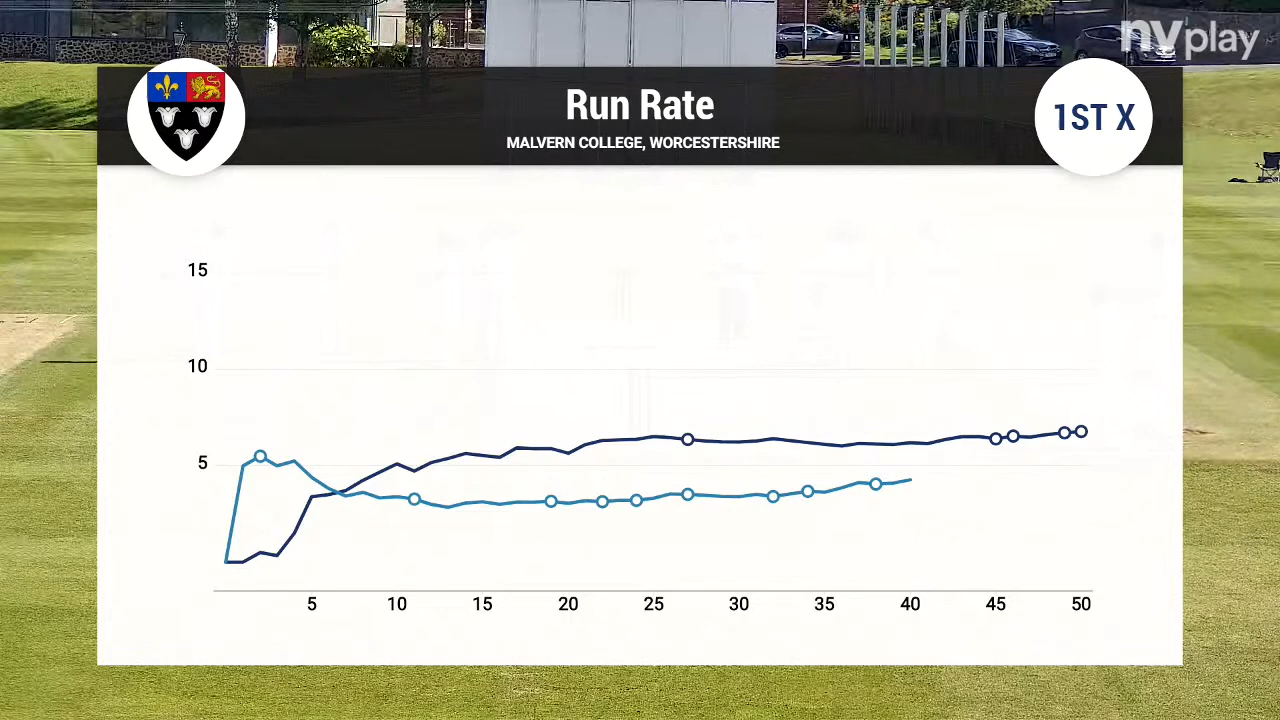 nvplay
Run Rate
MALVERN COLLEGE, WORCESTERSHIRE
1ST X
15
10
5
5 10 15 20 25 30 35 40 45 50